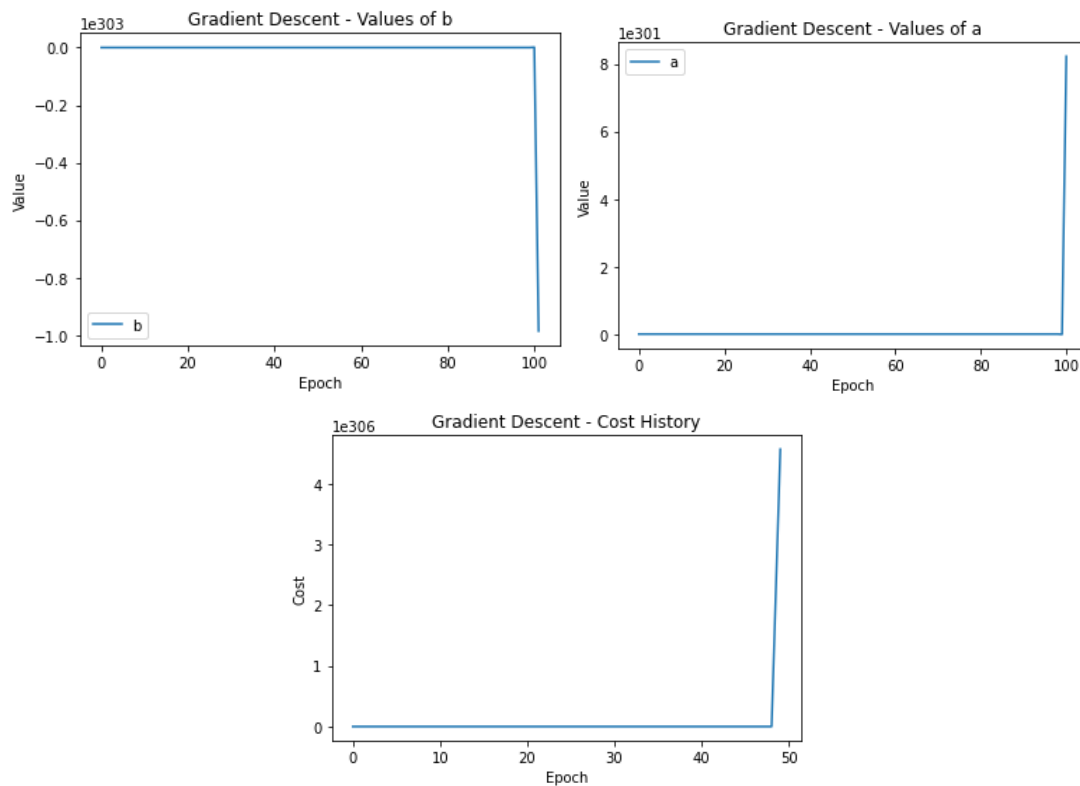 Gradient Descent - Values of b
1e303
0.0
−0.2
−0.4
−0.6
−0.8
−1.0
Value
b
0 20 40 60 80 100
Epoch
Gradient Descent - Values of a
1e301
8
6
4
2
0
Value
a
0 20 40 60 80 100
Epoch
Gradient Descent - Cost History
1e306
4
3
2
1
0
Cost
0 10 20 30 40 50
Epoch